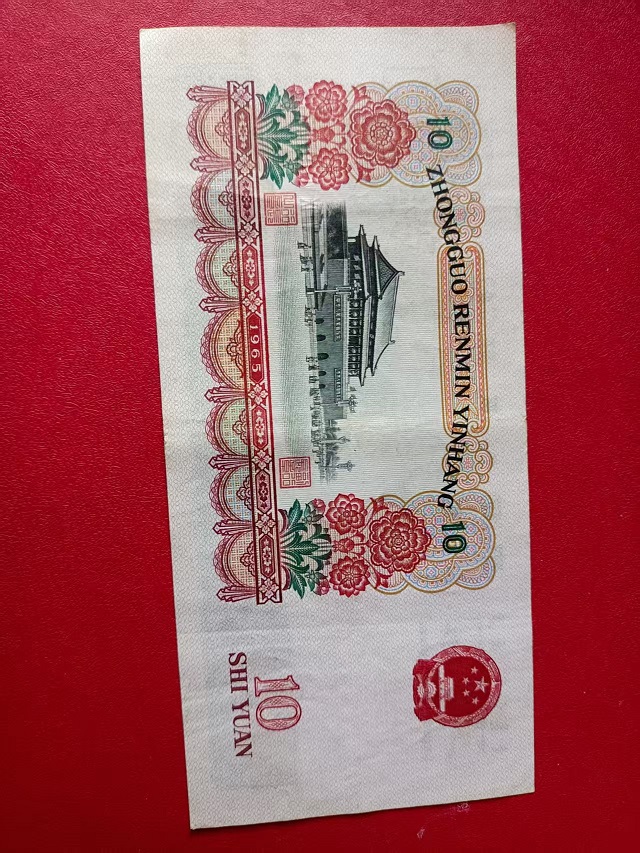 10 ZHONGGUO RENMIN YINHANG 10
1965
10
SHI YUAN